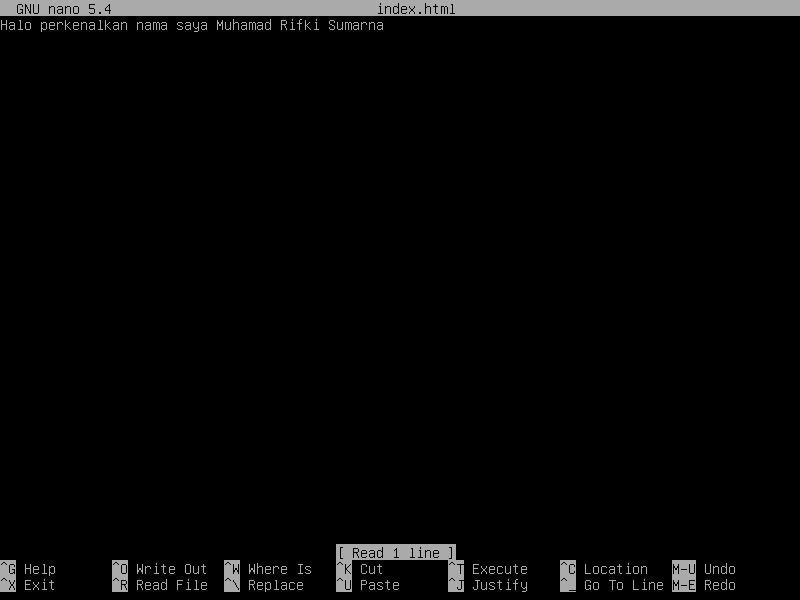 GNU nano 5.4 index.html
Halo perkenalkan nama saya Muhamad Rifki Sumarna
[ Read 1 line ]
^G Help ^O Write Out ^W Where Is ^K Cut ^T Execute ^C Location M-U Undo
^X Exit ^R Read File ^\ Replace ^U Paste ^J Justify ^_ Go To Line M-E Redo